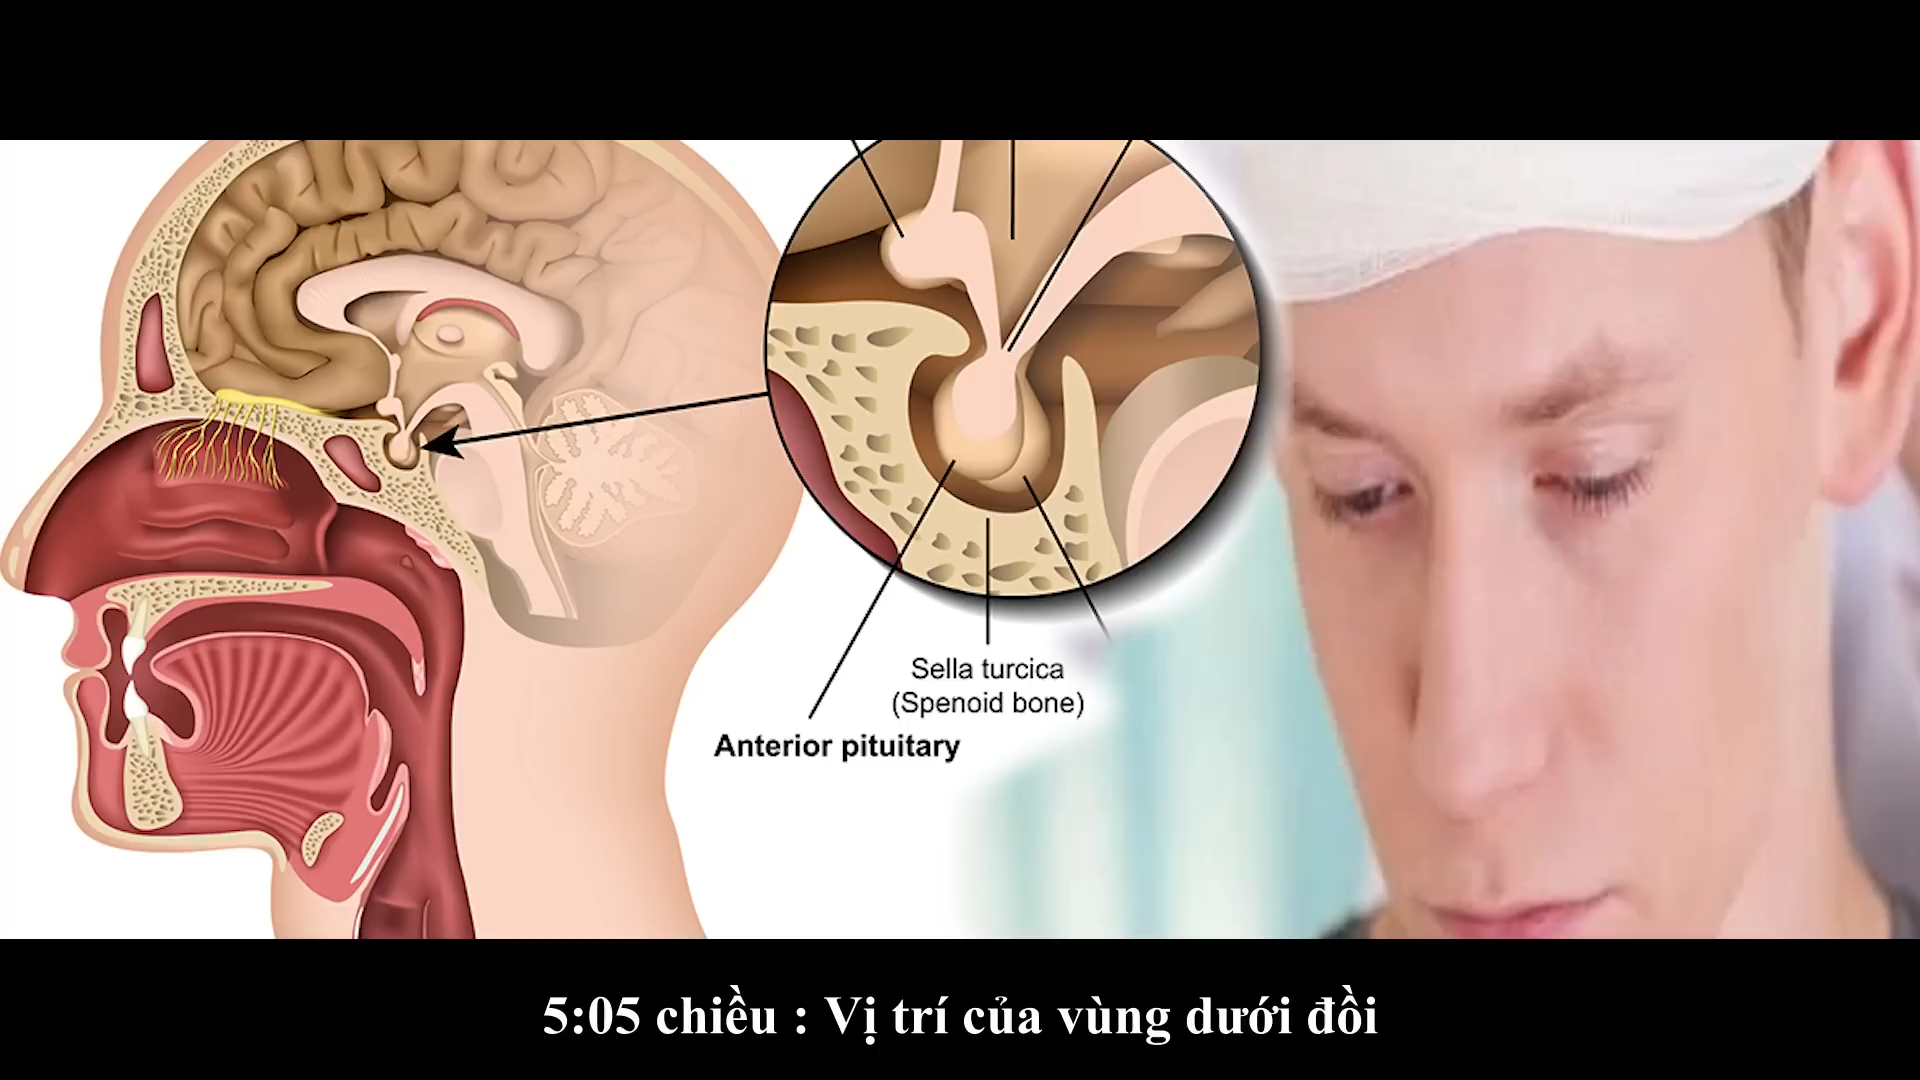 Sella turcica
(Spenoid bone)
Anterior pituitary
5:05 chiều : Vị trí của vùng dưới đồi